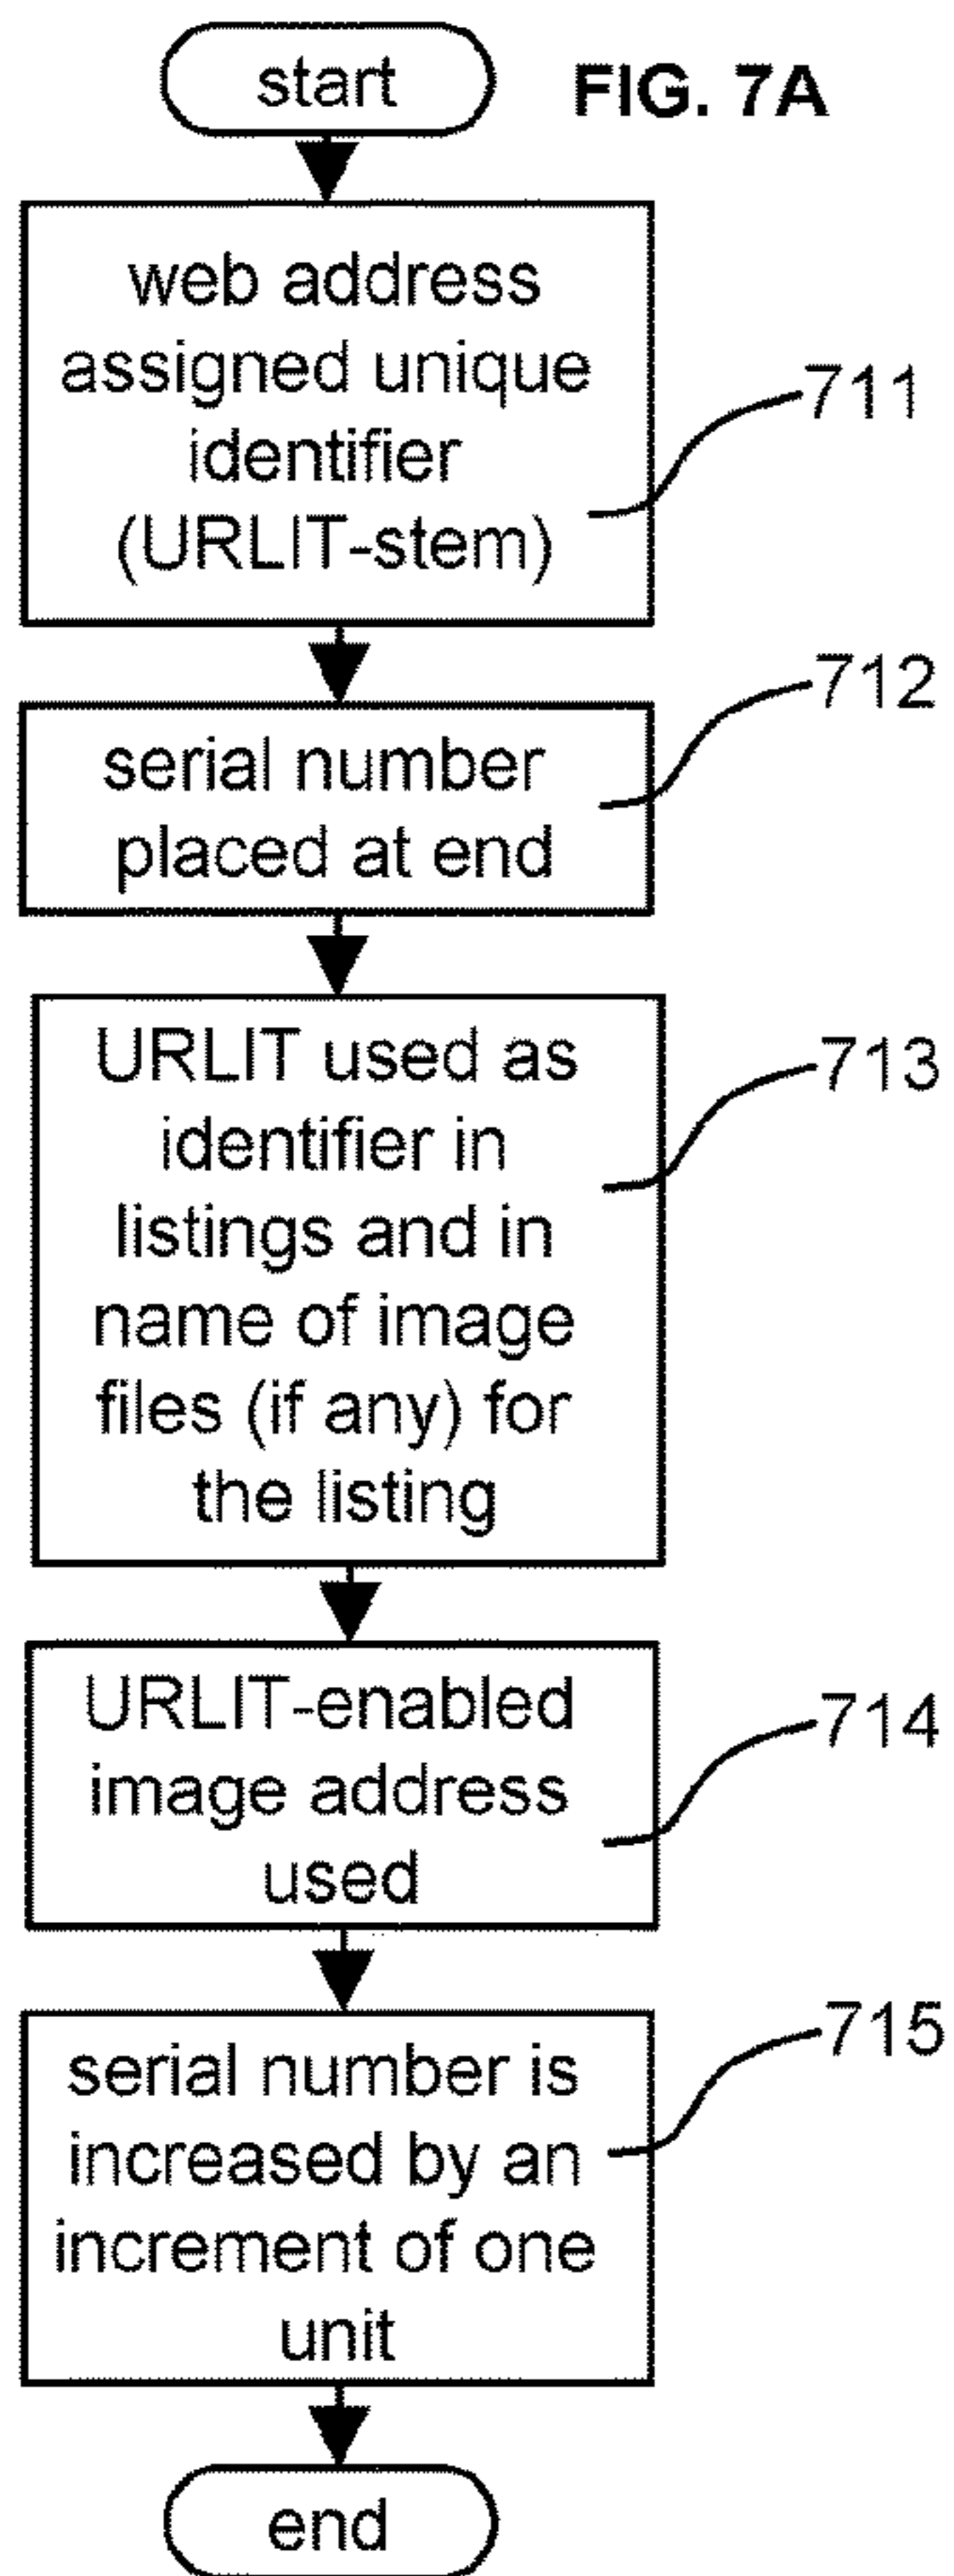 start
FIG. 7A
web address
assigned unique
identifier
(URLIT-stem)
711
serial number
placed at end
712
URLIT used as
identifier in
listings and in
name of image
files (if any) for
the listing
713
URLIT-enabled
image address
used
714
serial number is
increased by an
increment of one
unit
715
end